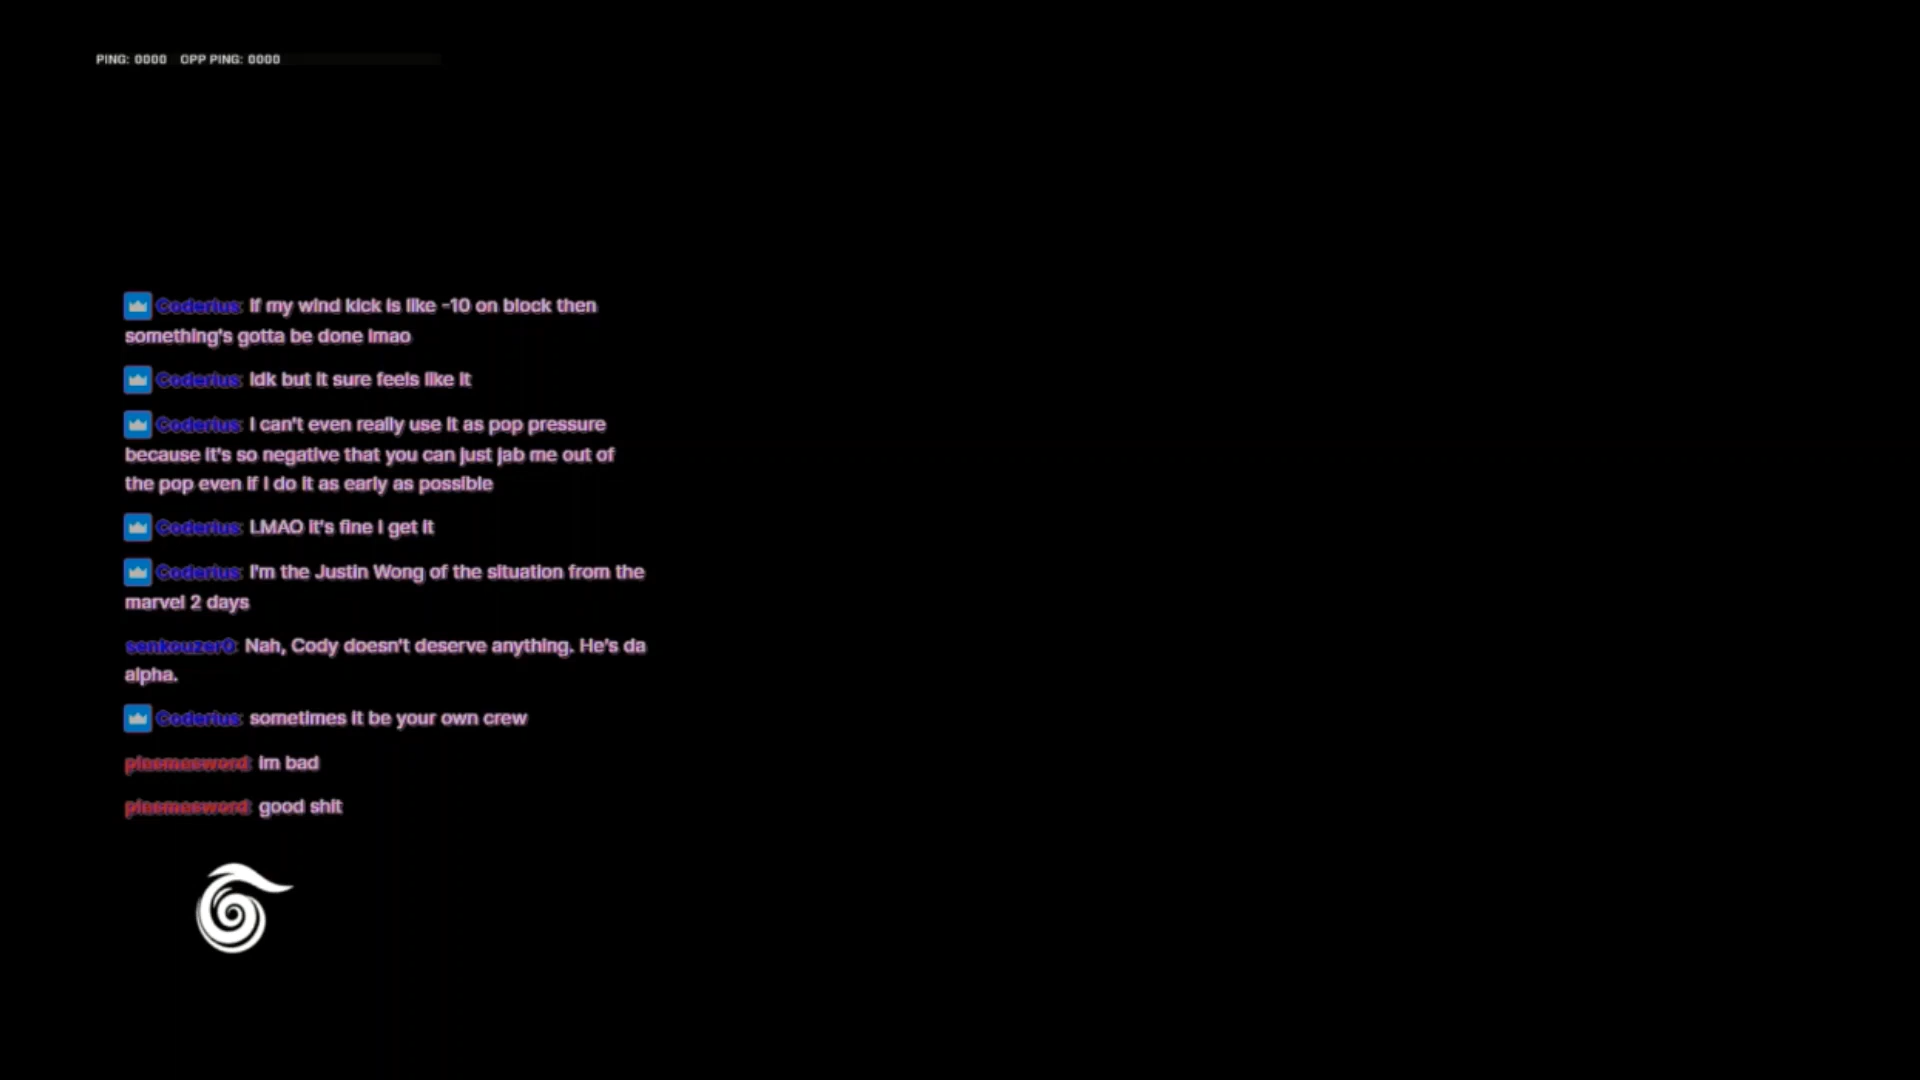 PING: 0000 OPP PING: 0000
Coderius: If my wind kick is like -10 on block then
something's gotta be done lmao
Coderius: Idk but it sure feels like it
Coderius: I can't even really use it as pop pressure
because it's so negative that you can just jab me out of
the pop even if I do it as early as possible
Coderius: LMAO it's fine I get it
Coderius: I'm the Justin Wong of the situation from the
marvel 2 days
senkouzer0: Nah, Cody doesn't deserve anything. He's da
alpha.
Coderius: sometimes it be your own crew
im bad
good shit